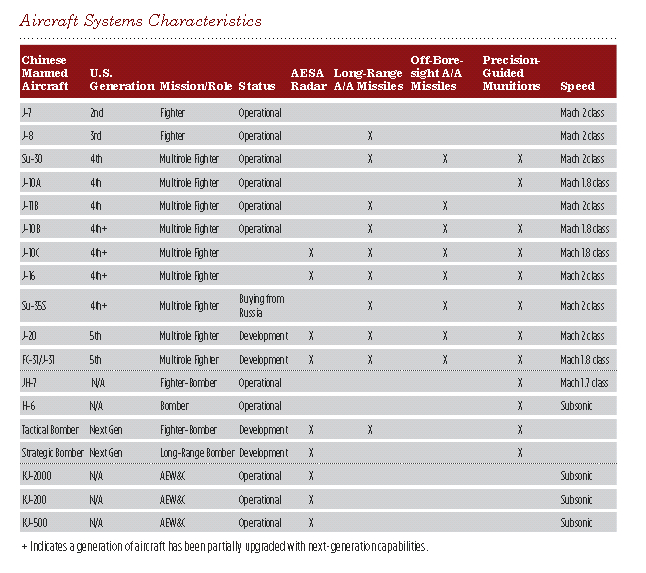 Aircraft Systems Characteristics
Chinese Manned Aircraft U.S. Generation Mission/Role Status AESA Radar Long-Range A/A Missiles Off-Bore-sight A/A Missiles Precision-Guided Munitions Speed
J-7 2nd Fighter Operational Mach 2 class
J-8 3rd Fighter Operational X Mach 2 class
Su-30 4th Multirole Fighter Operational X X X Mach 2 class
J-10A 4th Multirole Fighter Operational X Mach 1.8 class
J-11B 4th Multirole Fighter Operational X X Mach 2 class
J-10B 4th+ Multirole Fighter Operational X X X Mach 1.8 class
J-10C 4th+ Multirole Fighter X X X X Mach 1.8 class
J-16 4th+ Multirole Fighter X X X X Mach 2 class
Su-35S 4th+ Multirole Fighter Buying from Russia X X X Mach 2 class
J-20 5th Multirole Fighter Development X X X X Mach 2 class
FC-31/J-31 5th Multirole Fighter Development X X X X Mach 1.8 class
JH-7 N/A Fighter-Bomber Operational X Mach 1.7 class
H-6 N/A Bomber Operational X Subsonic
Tactical Bomber Next Gen Fighter-Bomber Development X X X
Strategic Bomber Next Gen Long-Range Bomber Development X X
KJ-2000 N/A AEW&C Operational X Subsonic
KJ-200 N/A AEW&C Operational X Subsonic
KJ-500 N/A AEW&C Operational X Subsonic
+ Indicates a generation of aircraft has been partially upgraded with next-generation capabilities.